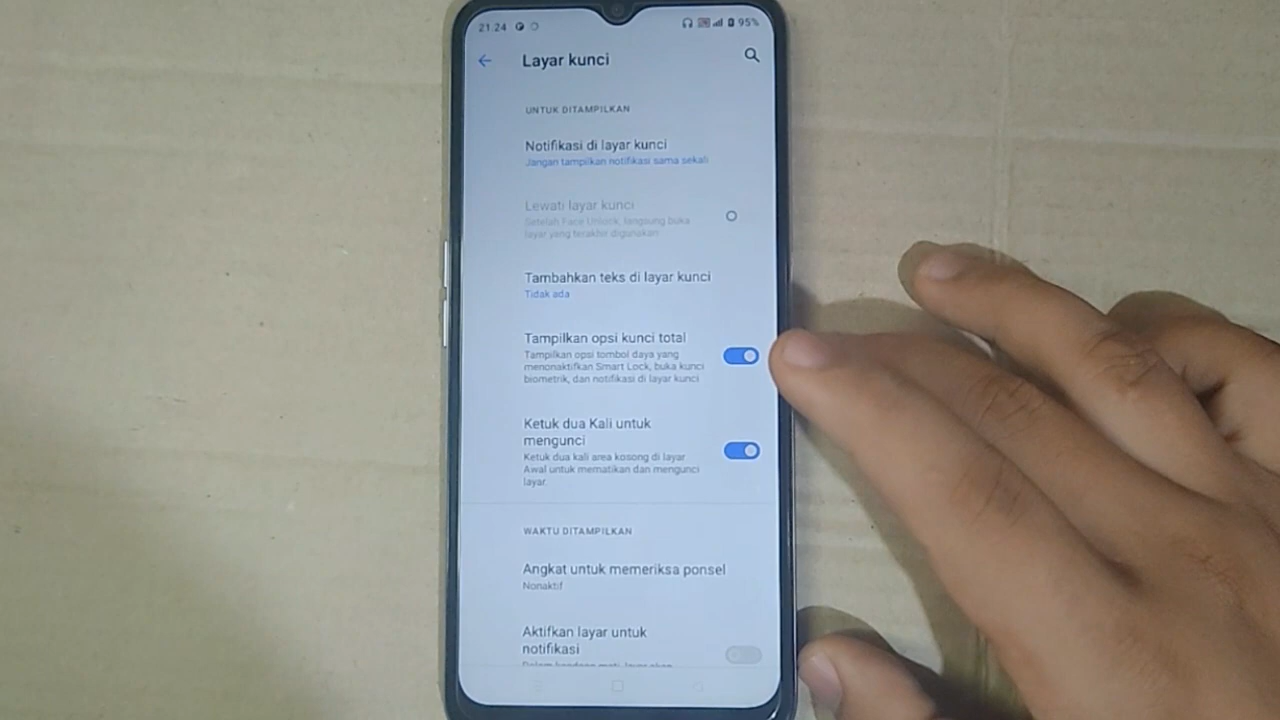 21.24
95%
Layar kunci
UNTUK DITAMPILKAN
Notifikasi di layar kunci
Jangan tampilkan notifikasi sama sekali
Lewati layar kunci
Setelah Face Unlock, langsung buka
layar yang terakhir digunakan
Tambahkan teks di layar kunci
Tidak ada
Tampilkan opsi kunci total
Tampilkan opsi tombol daya yang
menonaktifkan Smart Lock, buka kunci
biometrik, dan notifikasi di layar kunci
Ketuk dua Kali untuk
mengunci
Ketuk dua kali area kosong di layar
Awal untuk mematikan dan mengunci
layar.
WAKTU DITAMPILKAN
Angkat untuk memeriksa ponsel
Nonaktif
Aktifkan layar untuk
notifikasi